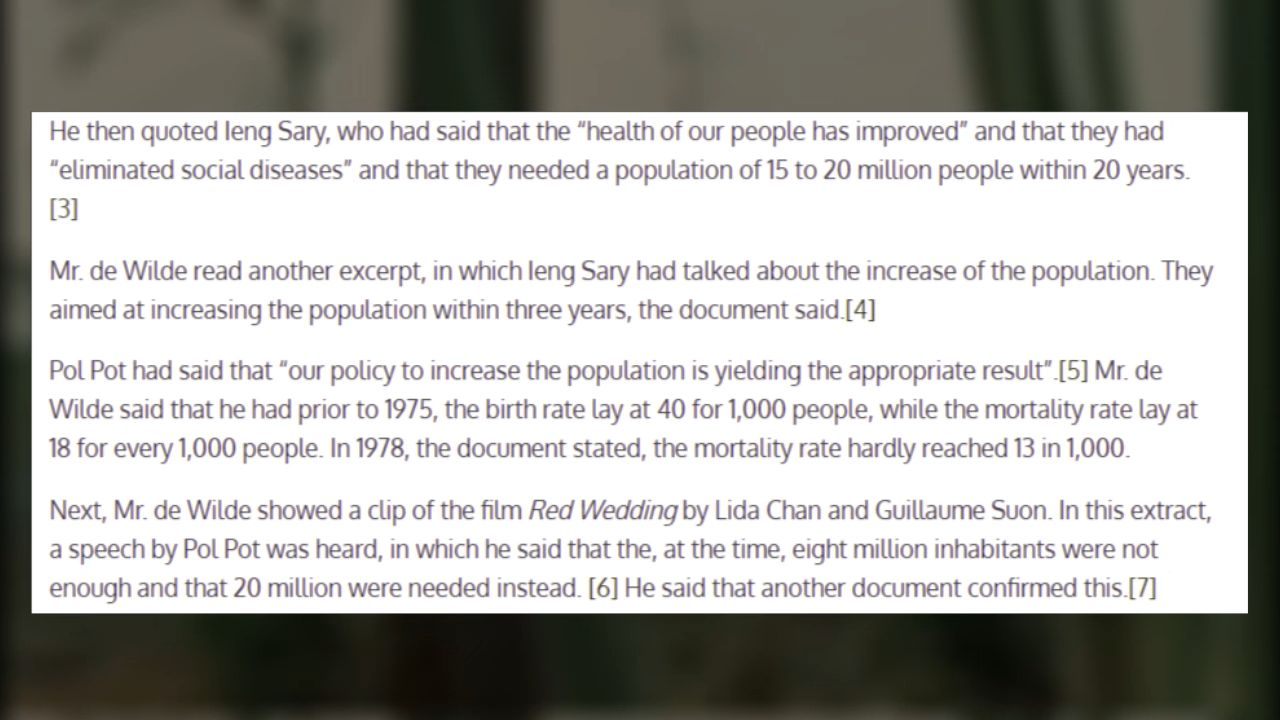 He then quoted Ieng Sary, who had said that the “health of our people has improved” and that they had
“eliminated social diseases” and that they needed a population of 15 to 20 million people within 20 years.
[3]
Mr. de Wilde read another excerpt, in which Ieng Sary had talked about the increase of the population. They
aimed at increasing the population within three years, the document said.[4]
Pol Pot had said that “our policy to increase the population is yielding the appropriate result”.[5] Mr. de
Wilde said that he had prior to 1975, the birth rate lay at 40 for 1,000 people, while the mortality rate lay at
18 for every 1,000 people. In 1978, the document stated, the mortality rate hardly reached 13 in 1,000.
Next, Mr. de Wilde showed a clip of the film Red Wedding by Lida Chan and Guillaume Suon. In this extract,
a speech by Pol Pot was heard, in which he said that the, at the time, eight million inhabitants were not
enough and that 20 million were needed instead. [6] He said that another document confirmed this.[7]